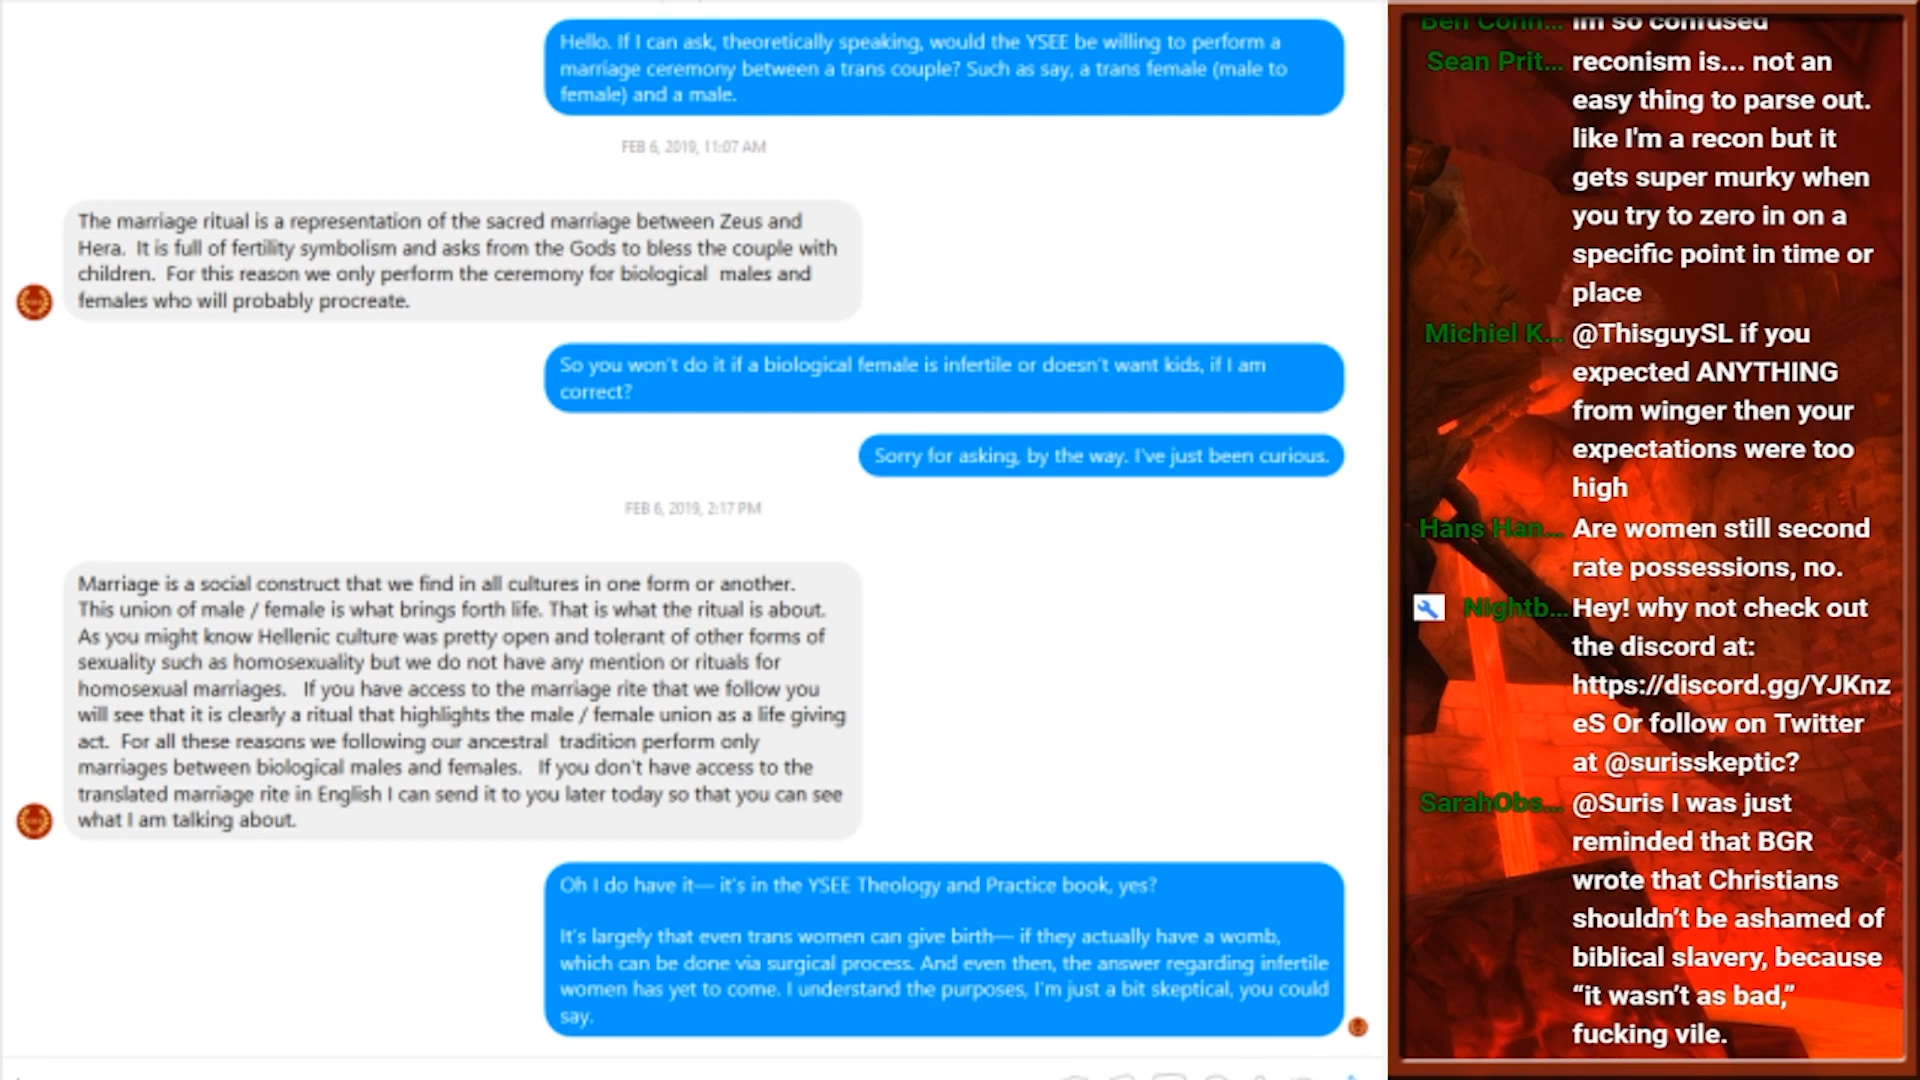 Hello. If I can ask, theoretically speaking, would the YSEE be willing to perform a
marriage ceremony between a trans couple? Such as say, a trans female (male to
female) and a male.
FEB 6, 2019, 11:07 AM
The marriage ritual is a representation of the sacred marriage between Zeus and
Hera. It is full of fertility symbolism and asks from the Gods to bless the couple with
children. For this reason we only perform the ceremony for biological males and
females who will probably procreate.
So you won't do it if a biological female is infertile or doesn't want kids, if I am
correct?
Sorry for asking, by the way. I've just been curious.
FEB 6, 2019, 2:17 PM
Marriage is a social construct that we find in all cultures in one form or another.
This union of male / female is what brings forth life. That is what the ritual is about.
As you might know Hellenic culture was pretty open and tolerant of other forms of
sexuality such as homosexuality but we do not have any mention or rituals for
homosexual marriages. If you have access to the marriage rite that we follow you
will see that it is clearly a ritual that highlights the male / female union as a life giving
act. For all these reasons we following our ancestral tradition perform only
marriages between biological males and females. If you don't have access to the
translated marriage rite in English I can send it to you later today so that you can see
what I am talking about.
Oh I do have it— it's in the YSEE Theology and Practice book, yes?
It's largely that even trans women can give birth— if they actually have a womb,
which can be done via surgical process. And even then, the answer regarding infertile
women has yet to come. I understand the purposes, I'm just a bit skeptical, you could
say.
Ben Conn... im so confused
Sean Prit... reconism is... not an
easy thing to parse out.
like I'm a recon but it
gets super murky when
you try to zero in on a
specific point in time or
place
Michiel K... @ThisguySL if you
expected ANYTHING
from winger then your
expectations were too
high
Hans Han... Are women still second
rate possessions, no.
Nightb... Hey! why not check out
the discord at:
https://discord.gg/YJKnz
eS Or follow on Twitter
at @surisskeptic?
SarahObs... @Suris I was just
reminded that BGR
wrote that Christians
shouldn't be ashamed of
biblical slavery, because
“it wasn't as bad,”
fucking vile.